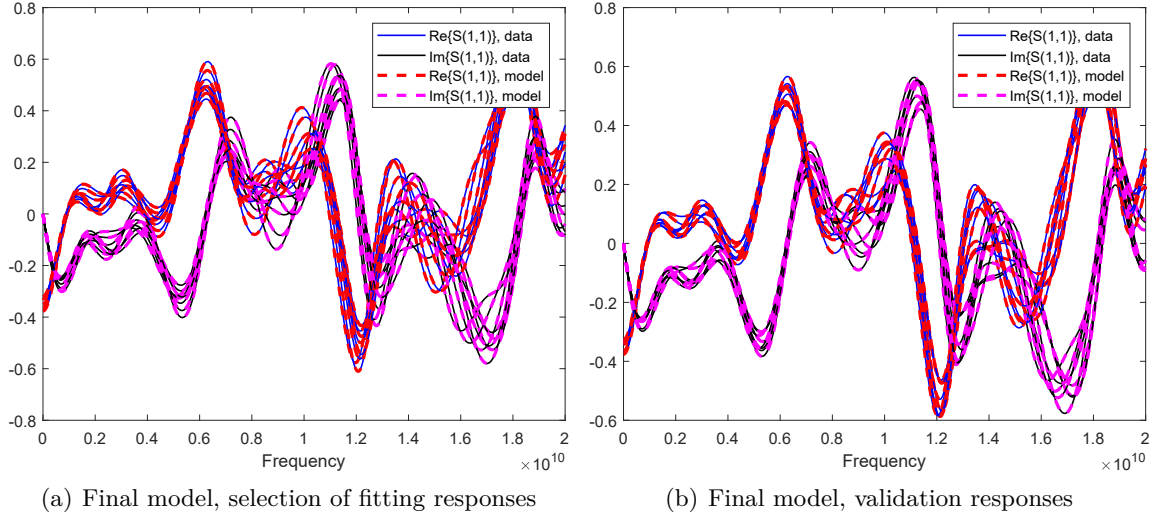 0.8
0.6
0.4
0.2
0
-0.2
-0.4
-0.6
-0.8
0 0.2 0.4 0.6 0.8 1 1.2 1.4 1.6 1.8 2
Frequency
×10^10
Re{S(1,1)}, data
Im{S(1,1)}, data
Re{S(1,1)}, model
Im{S(1,1)}, model
(a) Final model, selection of fitting responses
0.8
0.6
0.4
0.2
0
-0.2
-0.4
-0.6
0 0.2 0.4 0.6 0.8 1 1.2 1.4 1.6 1.8 2
Frequency
×10^10
Re{S(1,1)}, data
Im{S(1,1)}, data
Re{S(1,1)}, model
Im{S(1,1)}, model
(b) Final model, validation responses